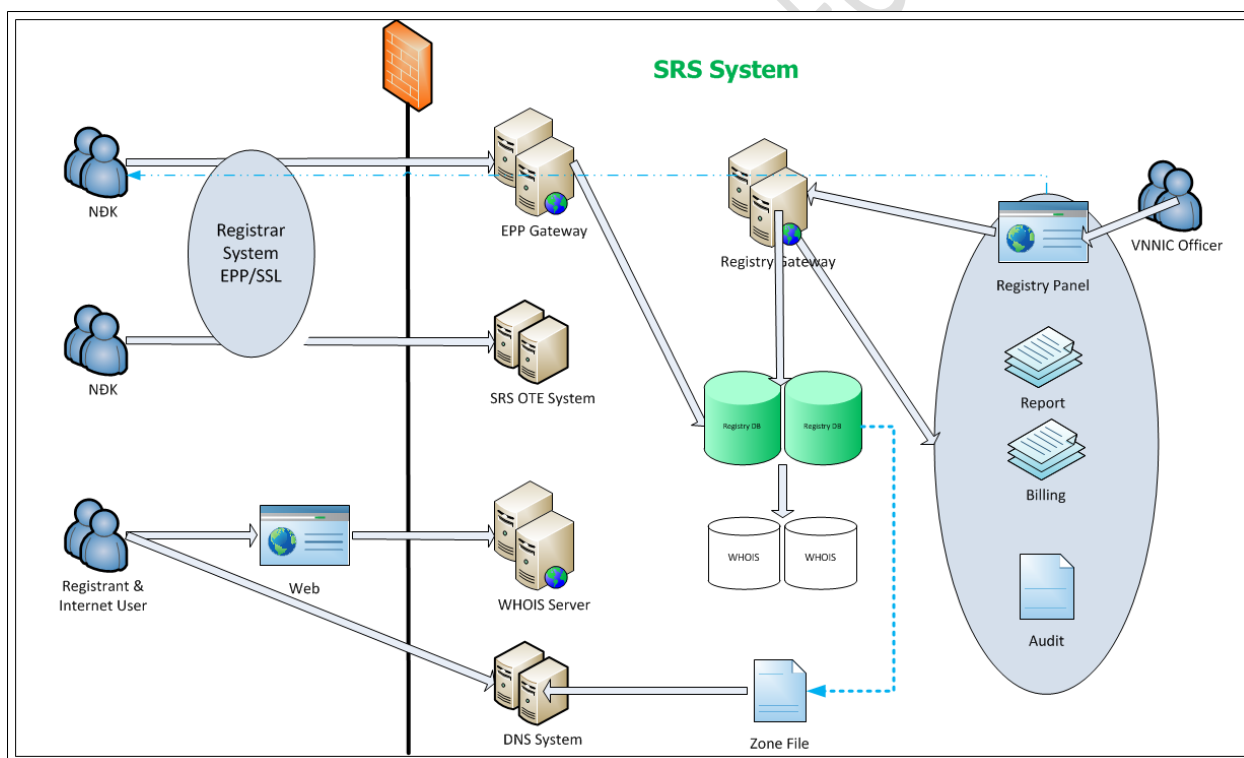 SRS System
NĐK
Registrar
System
EPP/SSL
EPP Gateway
Registry Gateway
VNNIC Officer
Registry Panel
NĐK
SRS OTE System
Registry DB
Registry DB
Report
Billing
Registrant &
Internet User
Web
WHOIS Server
WHOIS
WHOIS
Audit
DNS System
Zone File